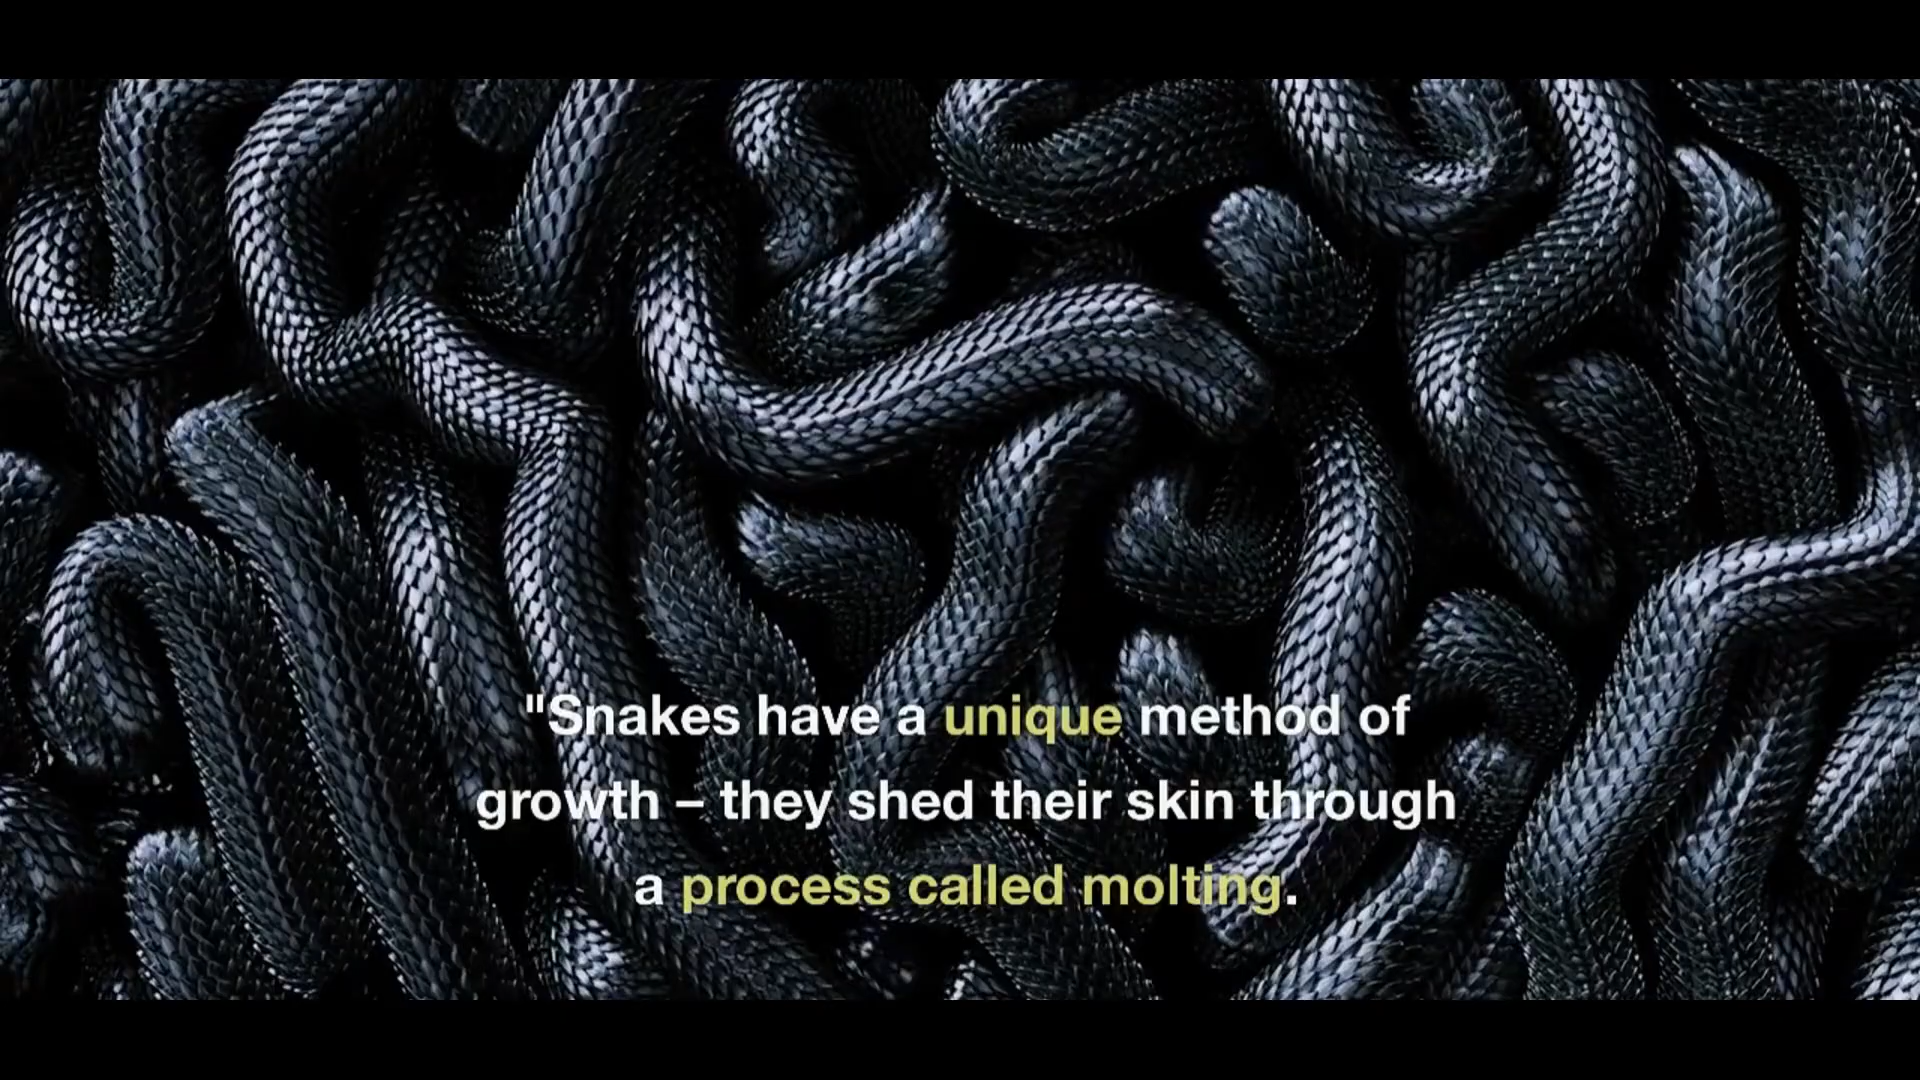 "Snakes have a unique method of
growth – they shed their skin through
a process called molting.